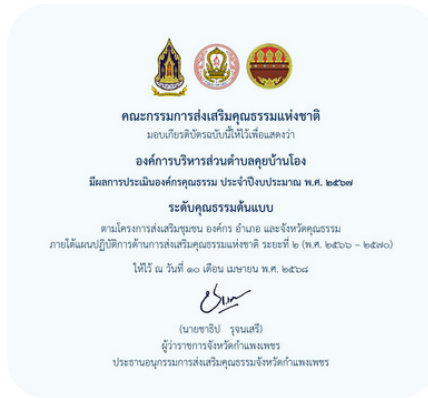 คณะกรรมการส่งเสริมคุณธรรมแห่งชาติ
มอบเกียรติบัตรฉบับนี้ให้ไว้เพื่อแสดงว่า
องค์การบริหารส่วนตำบลคุยบ้านโอง
มีผลการประเมินองค์กรคุณธรรม ประจำปีงบประมาณ พ.ศ. ๒๕๖๗
ระดับคุณธรรมต้นแบบ
ตามโครงการส่งเสริมชุมชน องค์กร อำเภอ และจังหวัดคุณธรรม
ภายใต้แผนปฏิบัติการด้านการส่งเสริมคุณธรรมแห่งชาติ ระยะที่ ๒ (พ.ศ. ๒๕๖๖ - ๒๕๗๐)
ให้ไว้ ณ วันที่ ๑๐ เดือน เมษายน พ.ศ. ๒๕๖๘
(นายชาธิป รุจนเสรี)
ผู้ว่าราชการจังหวัดกำแพงเพชร
ประธานอนุกรรมการส่งเสริมคุณธรรมจังหวัดกำแพงเพชร